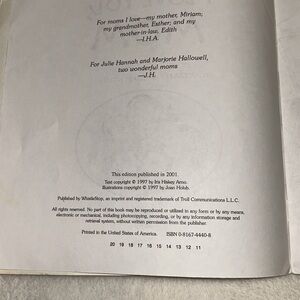 For moms I love—my mother, Miriam;
my grandmother, Esther; and my
mother-in-law, Edith
—I.H.A.
For Julie Hannah and Marjorie Hallowell,
two wonderful moms
—J.H.
This edition published in 2001.
Text copyright © 1997 by Iris Hiskey Arno.
Illustrations copyright © 1997 by Joan Holub.
Published by WhistleStop, an imprint and registered trademark of Troll Communications L.L.C.
All rights reserved. No part of this book may be reproduced or utilized in any form or by any means,
electronic or mechanical, including photocopying, recording, or by any information storage and
retrieval system, without written permission from the publisher.
Printed in the United States of America. ISBN 0-8167-4440-8
20 19 18 17 16 15 14 13 12 11